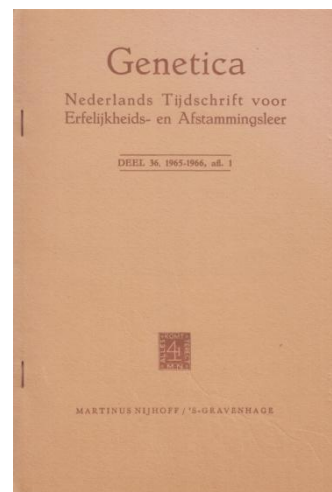 Genetica
Nederlands Tijdschrift voor
Erfelijkheids- en Afstammingsleer
DEEL 36, 1965-1966, afl. 1
MARTINUS NIJHOFF / 'S-GRAVENHAGE